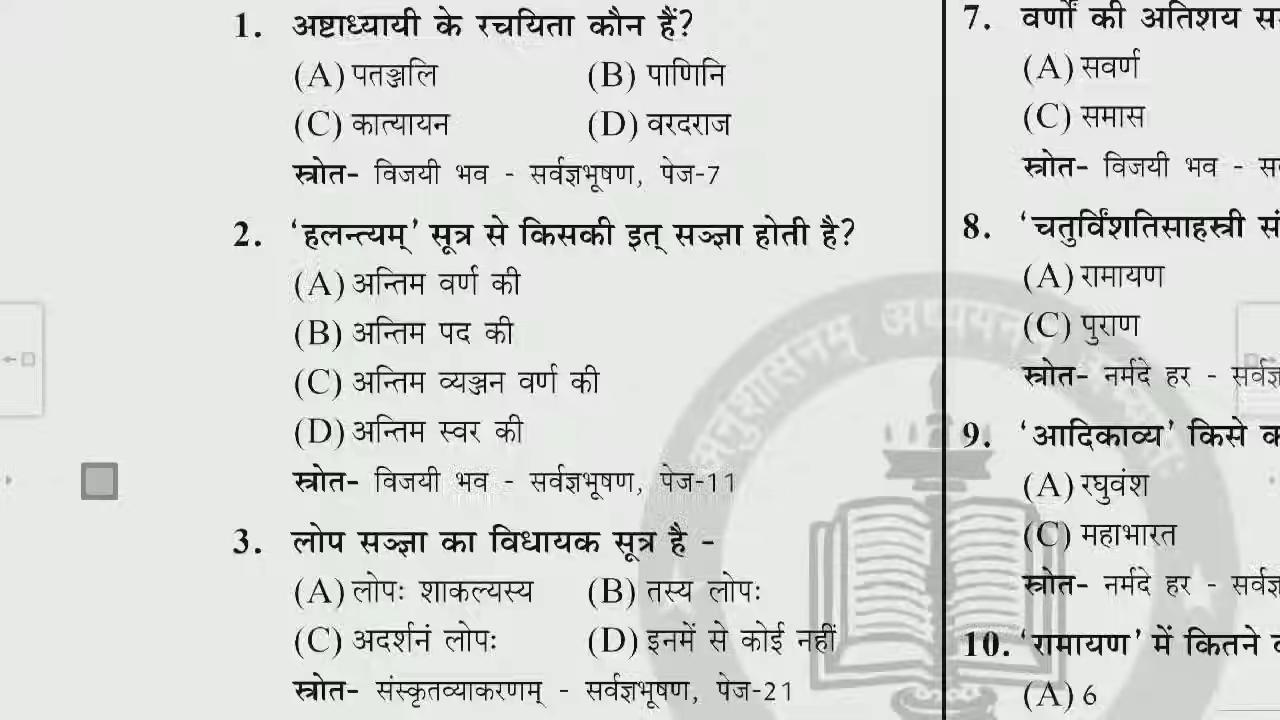 1. अष्टाध्यायी के रचयिता कौन हैं?
(A) पतञ्जलि (B) पाणिनि
(C) कात्यायन (D) वरदराज
स्त्रोत- विजयी भव - सर्वज्ञभूषण, पेज-7
2. ‘हलन्त्यम्’ सूत्र से किसकी इत् सञ्ज्ञा होती है?
(A) अन्तिम वर्ण की
(B) अन्तिम पद की
(C) अन्तिम व्यञ्जन वर्ण की
(D) अन्तिम स्वर की
स्त्रोत- विजयी भव - सर्वज्ञभूषण, पेज-11
3. लोप सञ्ज्ञा का विधायक सूत्र है -
(A) लोपः शाकल्यस्य (B) तस्य लोपः
(C) अदर्शनं लोपः (D) इनमें से कोई नहीं
स्त्रोत- संस्कृतव्याकरणम् - सर्वज्ञभूषण, पेज-21
7. वर्णों की अतिशय
(A) सवर्ण
(C) समास
स्त्रोत- विजयी भव -
8. ‘चतुर्विंशतिसाहस्त्री
(A) रामायण
(C) पुराण
स्त्रोत- नर्मदे हर -
9. ‘आदिकाव्य’ किसे
(A) रघुवंश
(C) महाभारत
स्त्रोत- नर्मदे हर -
10. ‘रामायण’ में कितने
(A) 6